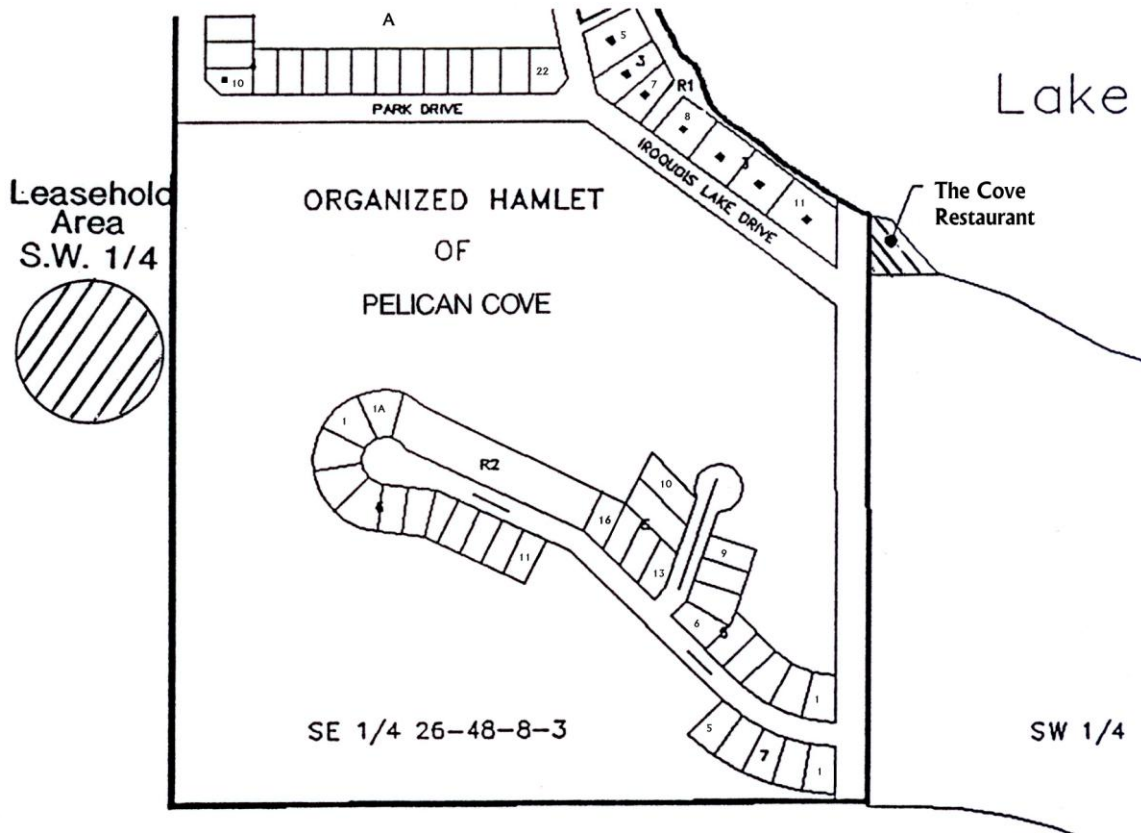 A
5
3
7
R1
22
10
PARK DRIVE
8
3
11
IROQUOIS LAKE DRIVE
Lake
The Cove
Restaurant
Leasehold
Area
S.W. 1/4
ORGANIZED HAMLET
OF
PELICAN COVE
1A
1
R2
10
16
5
13
9
6
11
6
1
SE 1/4 26-48-8-3
5
7
1
SW 1/4